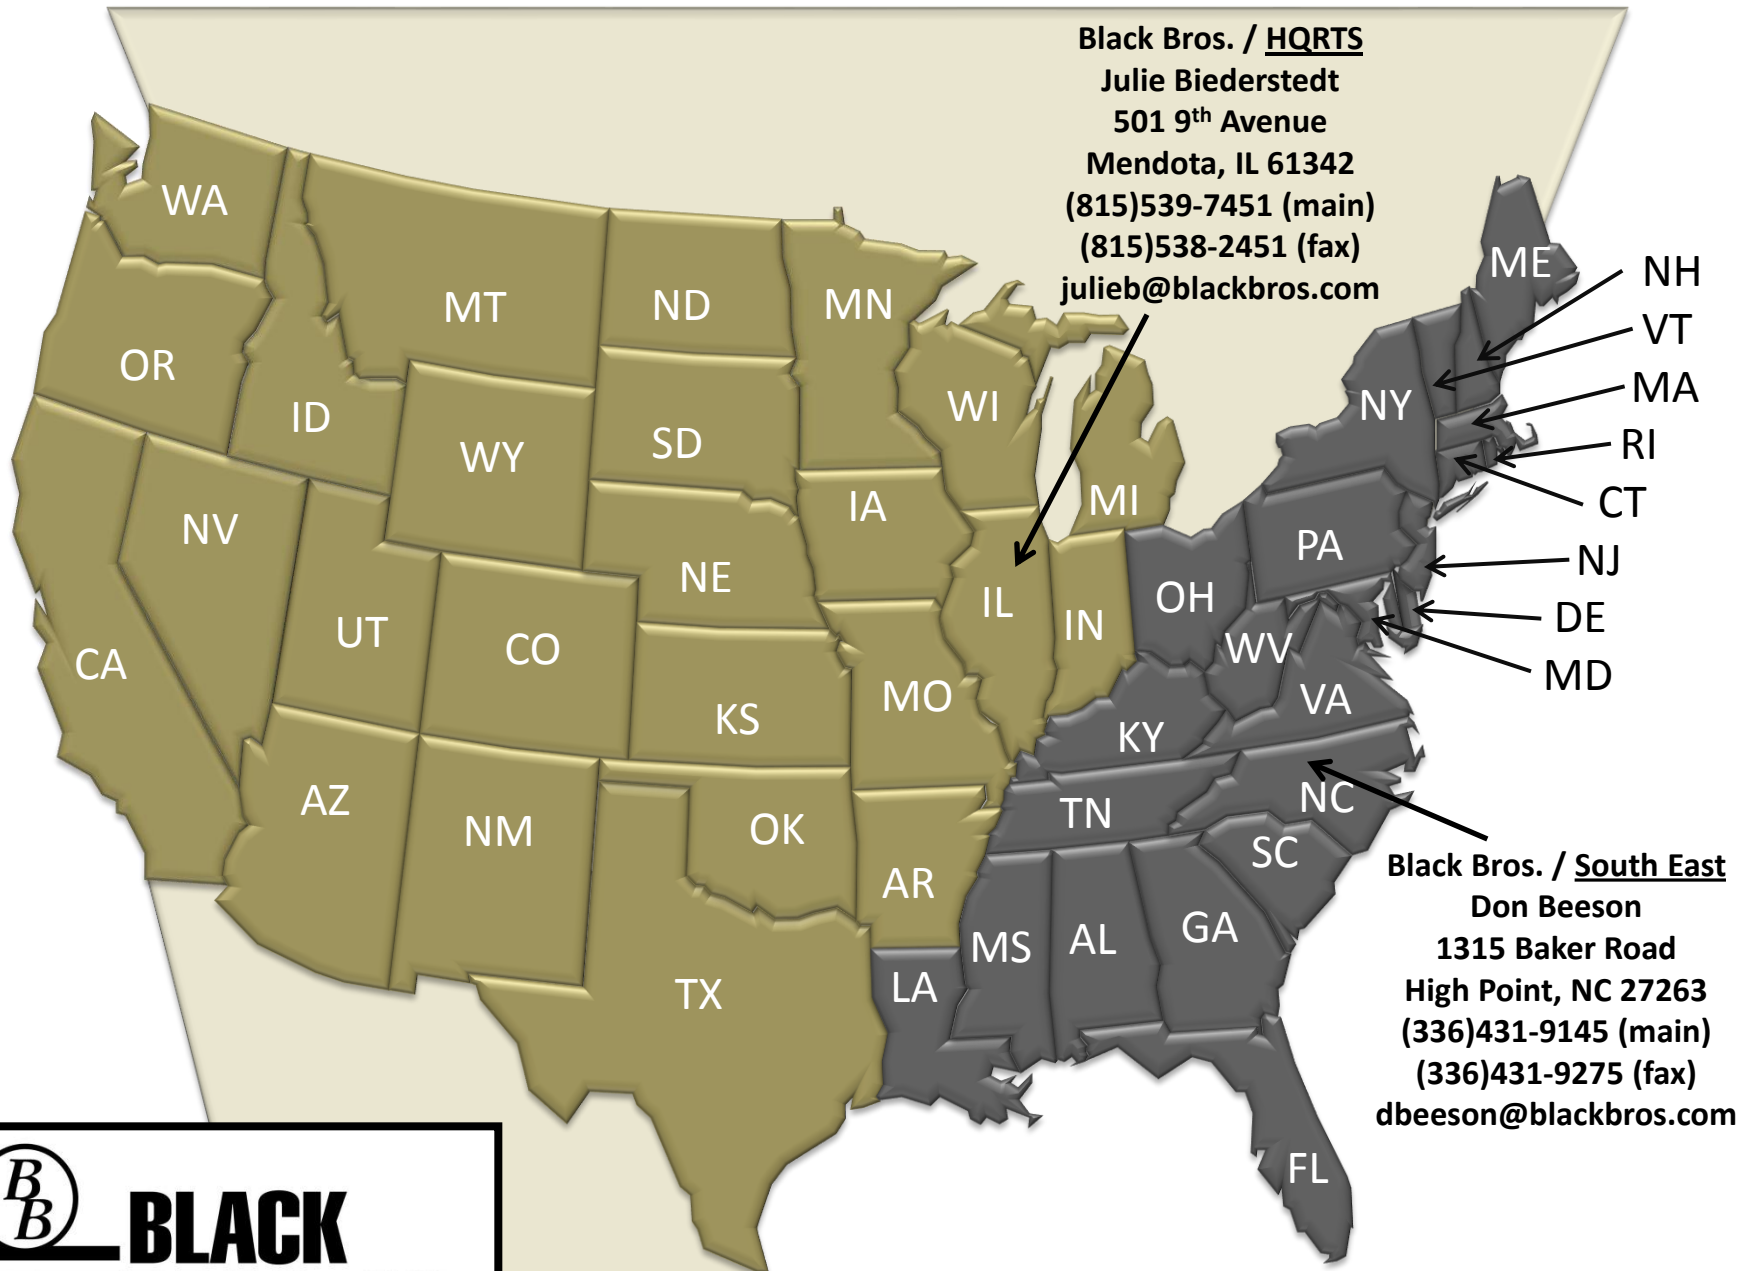 Black Bros. / HQRTS
Julie Biederstedt
501 9th Avenue
Mendota, IL 61342
(815)539-7451 (main)
(815)538-2451 (fax)
julieb@blackbros.com
WA
OR
ID
MT
ND
MN
WI
MI
WY
SD
IA
NE
NV
UT
CO
CA
KS
MO
IL
IN
OH
AZ
NM
OK
AR
TX
LA
MS
AL
GA
FL
SC
NC
TN
KY
WV
VA
PA
NY
ME
NH
VT
MA
RI
CT
NJ
DE
MD
Black Bros. / South East
Don Beeson
1315 Baker Road
High Point, NC 27263
(336)431-9145 (main)
(336)431-9275 (fax)
dbeeson@blackbros.com
BB
BLACK